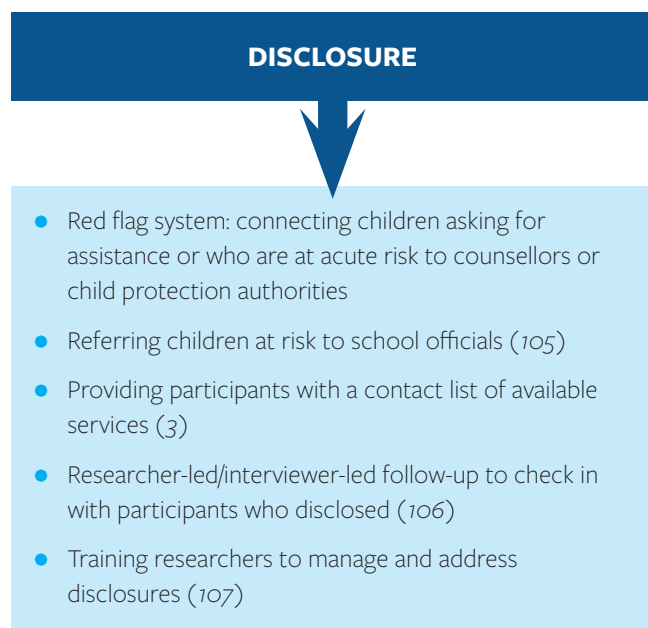 DISCLOSURE
● Red flag system: connecting children asking for
assistance or who are at acute risk to counsellors or
child protection authorities
● Referring children at risk to school officials (105)
● Providing participants with a contact list of available
services (3)
● Researcher-led/interviewer-led follow-up to check in
with participants who disclosed (106)
● Training researchers to manage and address
disclosures (107)